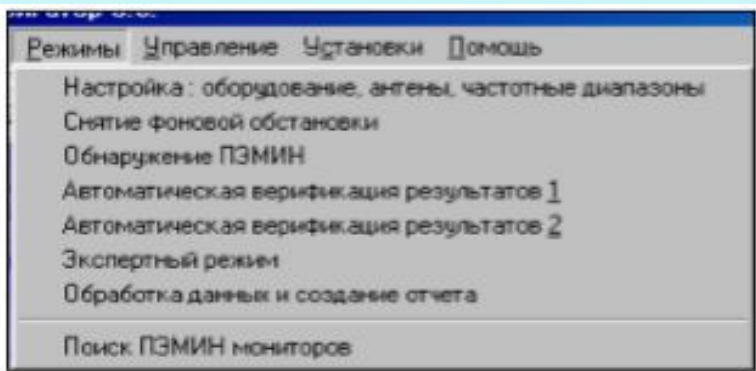 Режимы Управление Установки Помощь
Настройка : оборудование, антены, частотные диапазоны
Снятие фоновой обстановки
Обнаружение ПЭМИН
Автоматическая верификация результатов 1
Автоматическая верификация результатов 2
Экспертный режим
Обработка данных и создание отчета
Поиск ПЭМИН мониторов